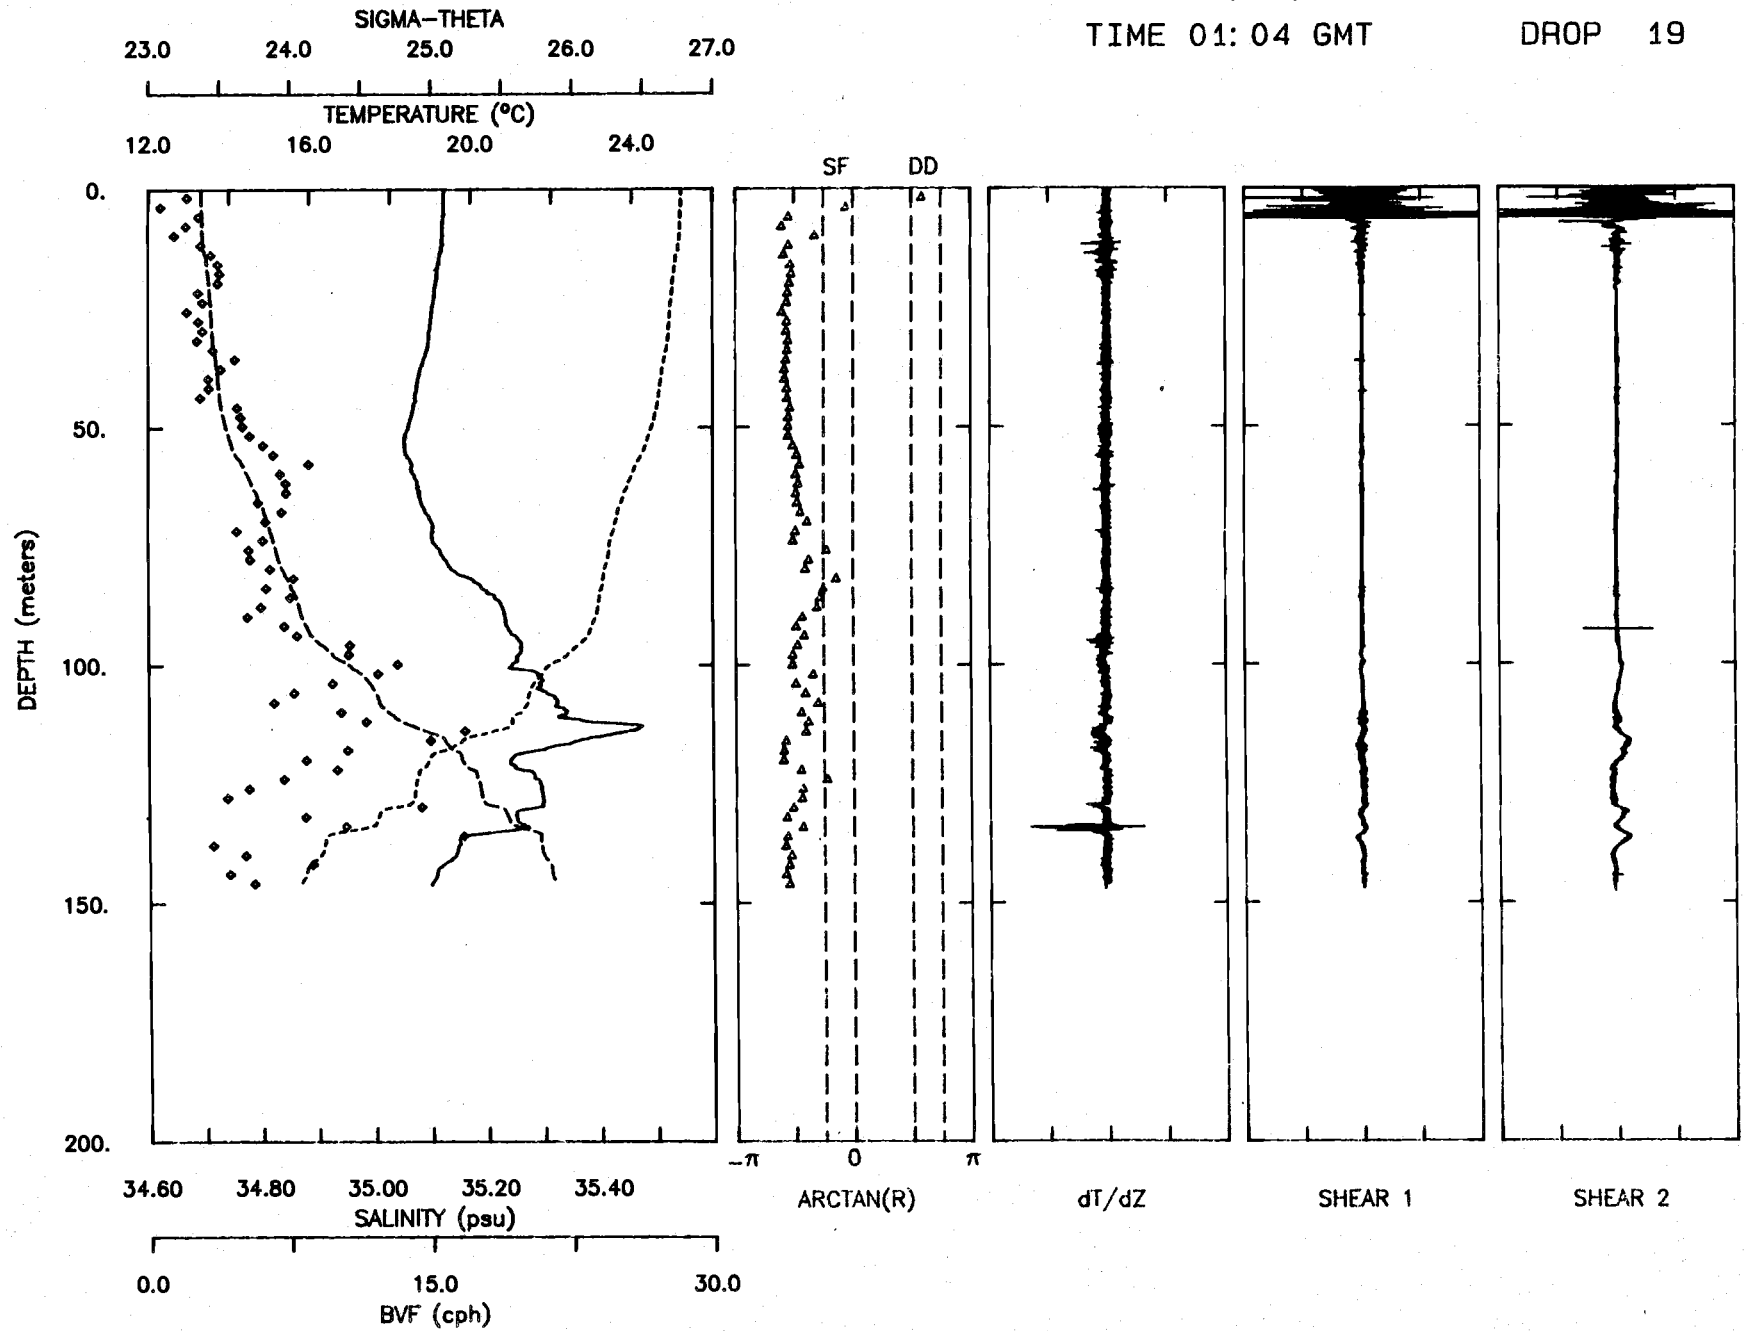 SIGMA-THETA
23.0 24.0 25.0 26.0 27.0
TIME 01:04 GMT DROP 19
TEMPERATURE (°C)
12.0 16.0 20.0 24.0
SF DD
0.
50.
100.
150.
200.
DEPTH (meters)
-π 0 π
34.60 34.80 35.00 35.20 35.40
SALINITY (psu)
ARCTAN(R) dT/dZ SHEAR 1 SHEAR 2
0.0 15.0 30.0
BVF (cph)